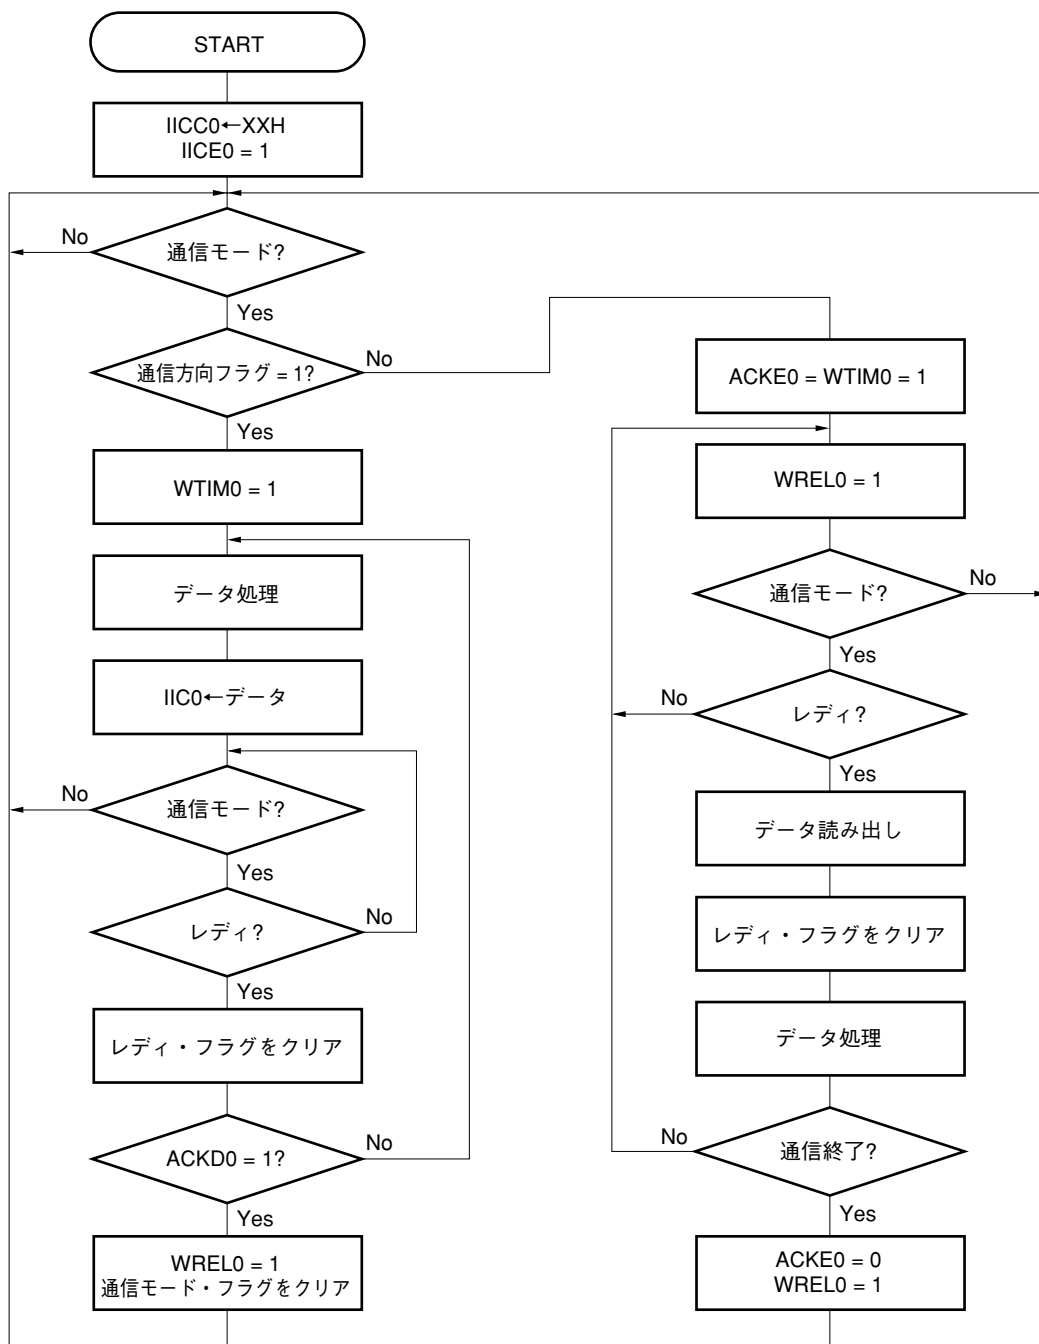 START
IICC0←XXH
IICE0 = 1
No
通信モード?
Yes
通信方向フラグ = 1?
No
Yes
WTIM0 = 1
データ処理
IIC0←データ
No
通信モード?
Yes
レディ?
No
Yes
レディ・フラグをクリア
ACKD0 = 1?
No
Yes
WREL0 = 1
通信モード・フラグをクリア
ACKE0 = WTIM0 = 1
WREL0 = 1
通信モード?
No
Yes
No
レディ?
Yes
データ読み出し
レディ・フラグをクリア
データ処理
No
通信終了?
Yes
ACKE0 = 0
WREL0 = 1